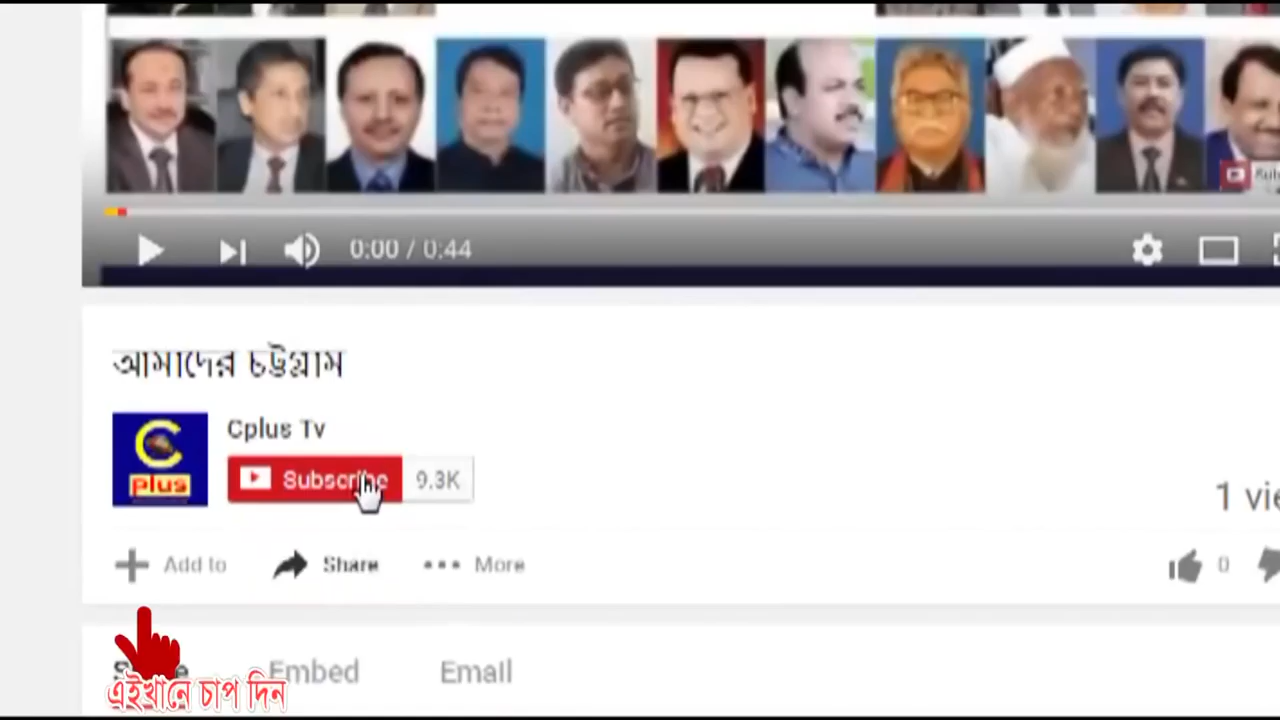 0:00 / 0:44
আমাদের চট্টগ্রাম
C
plus
Cplus Tv
Subscribe 9.3K
Add to Share More
0
Embed Email
এইখানে চাপ দিন